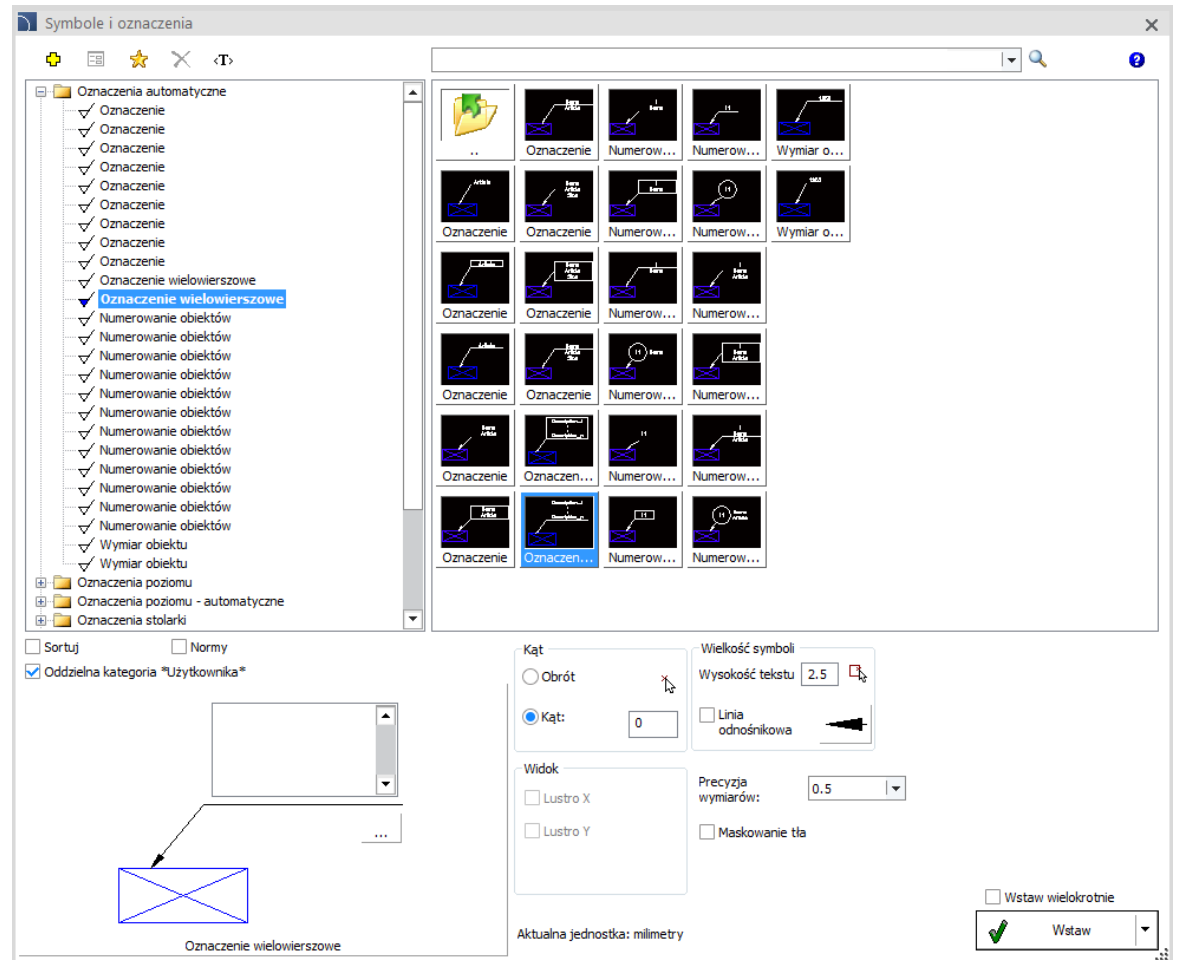 Symbole i oznaczenia
<T>
Oznaczenia automatyczne
Oznaczenie
Oznaczenie
Oznaczenie
Oznaczenie
Oznaczenie
Oznaczenie
Oznaczenie
Oznaczenie
Oznaczenie
Oznaczenie wielowierszowe
Oznaczenie wielowierszowe
Numerowanie obiektów
Numerowanie obiektów
Numerowanie obiektów
Numerowanie obiektów
Numerowanie obiektów
Numerowanie obiektów
Numerowanie obiektów
Numerowanie obiektów
Numerowanie obiektów
Numerowanie obiektów
Numerowanie obiektów
Numerowanie obiektów
Wymiar obiektu
Wymiar obiektu
Oznaczenia poziomu
Oznaczenia poziomu - automatyczne
Oznaczenia stolarki
.. Oznaczenie Numerow... Numerow... Wymiar o...
Oznaczenie Oznaczenie Numerow... Numerow... Wymiar o...
Oznaczenie Oznaczenie Numerow... Numerow...
Oznaczenie Oznaczenie Numerow... Numerow...
Oznaczenie Oznaczen... Numerow... Numerow...
Oznaczenie Oznaczen... Numerow... Numerow...
Sortuj Normy
Oddzielna kategoria *Użytkownika*
...
Oznaczenie wielowierszowe
Kąt
Obrót
Kąt: 0
Widok
Lustro X
Lustro Y
Wielkość symboli
Wysokość tekstu 2.5
Linia
odnośnikowa
Precyzja
wymiarów: 0.5
Maskowanie tła
Aktualna jednostka: milimetry
Wstaw wielokrotnie
Wstaw